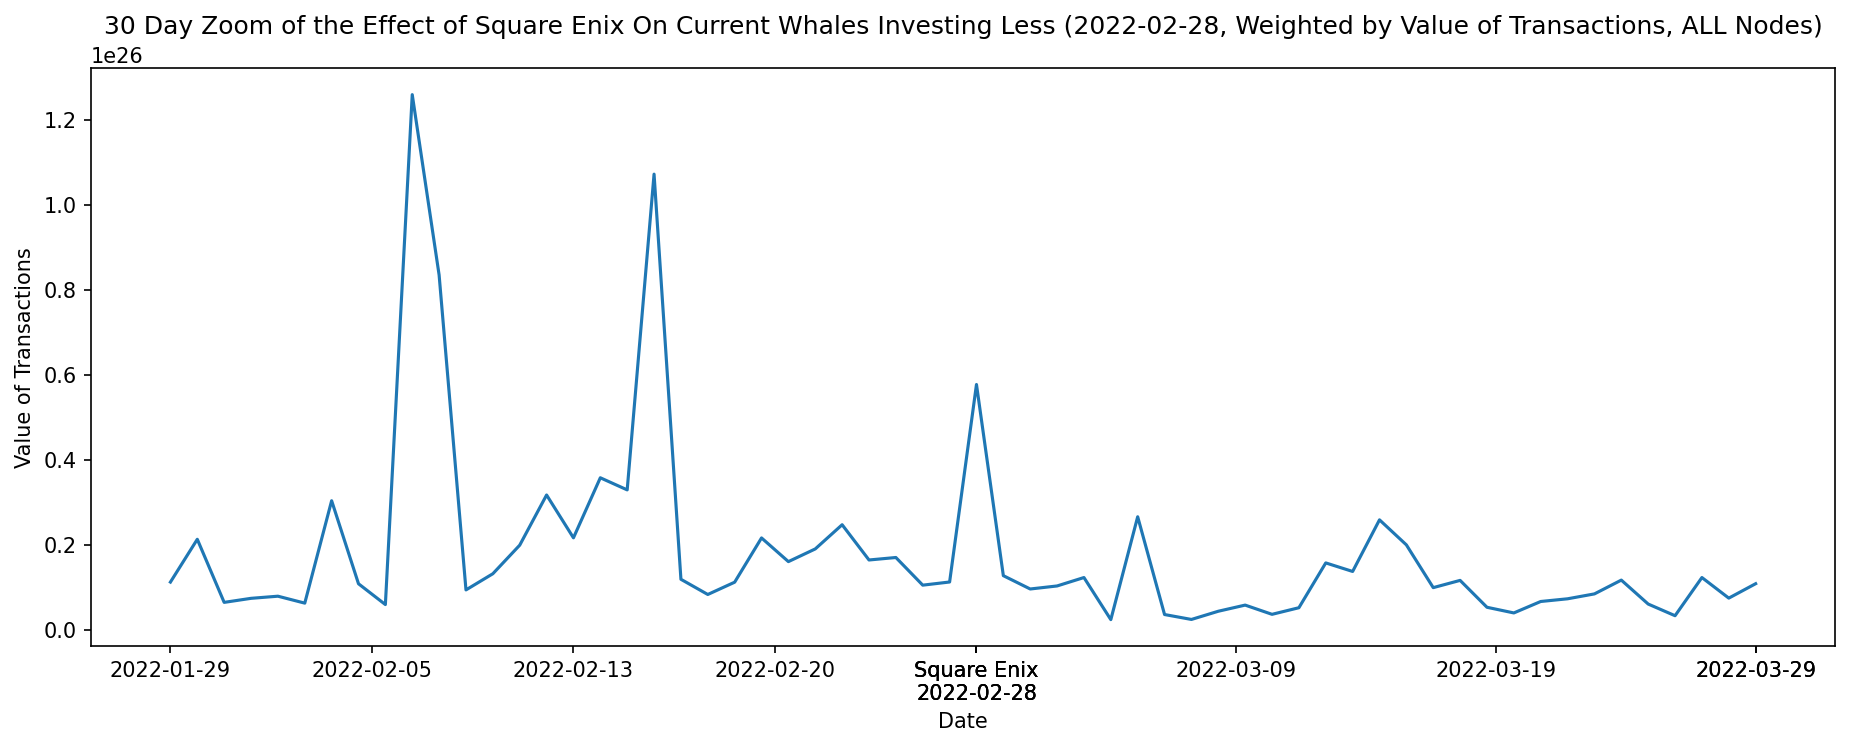 30 Day Zoom of the Effect of Square Enix On Current Whales Investing Less (2022-02-28, Weighted by Value of Transactions, ALL Nodes)
1e26
1.2
1.0
0.8
0.6
0.4
0.2
0.0
Value of Transactions
2022-01-29 2022-02-05 2022-02-13 2022-02-20 Square Enix 2022-03-09 2022-03-19 2022-03-29
2022-02-28
Date